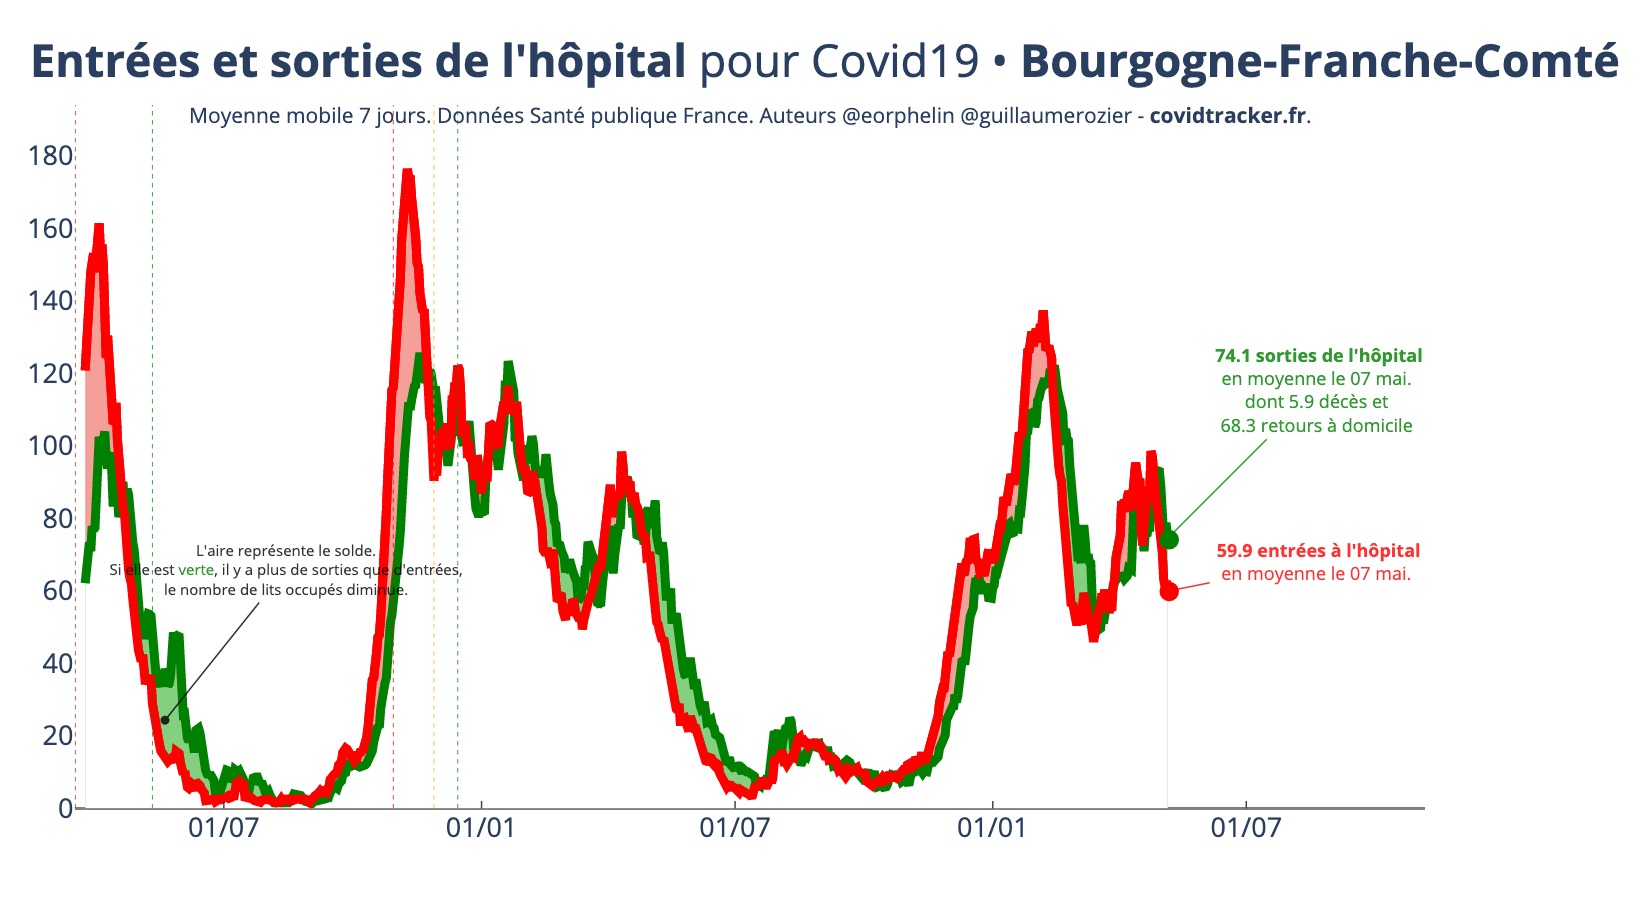 Entrées et sorties de l'hôpital pour Covid19 • Bourgogne-Franche-Comté
Moyenne mobile 7 jours. Données Santé publique France. Auteurs @eorphelin @guillaumerozier - covidtracker.fr.
180
160
140
120
100
80
60
40
20
0
74.1 sorties de l'hôpital
en moyenne le 07 mai.
dont 5.9 décès et
68.3 retours à domicile
L'aire représente le solde.
Si elle est verte, il y a plus de sorties que d'entrées,
le nombre de lits occupés diminue.
59.9 entrées à l'hôpital
en moyenne le 07 mai.
01/07 01/01 01/07 01/01 01/07